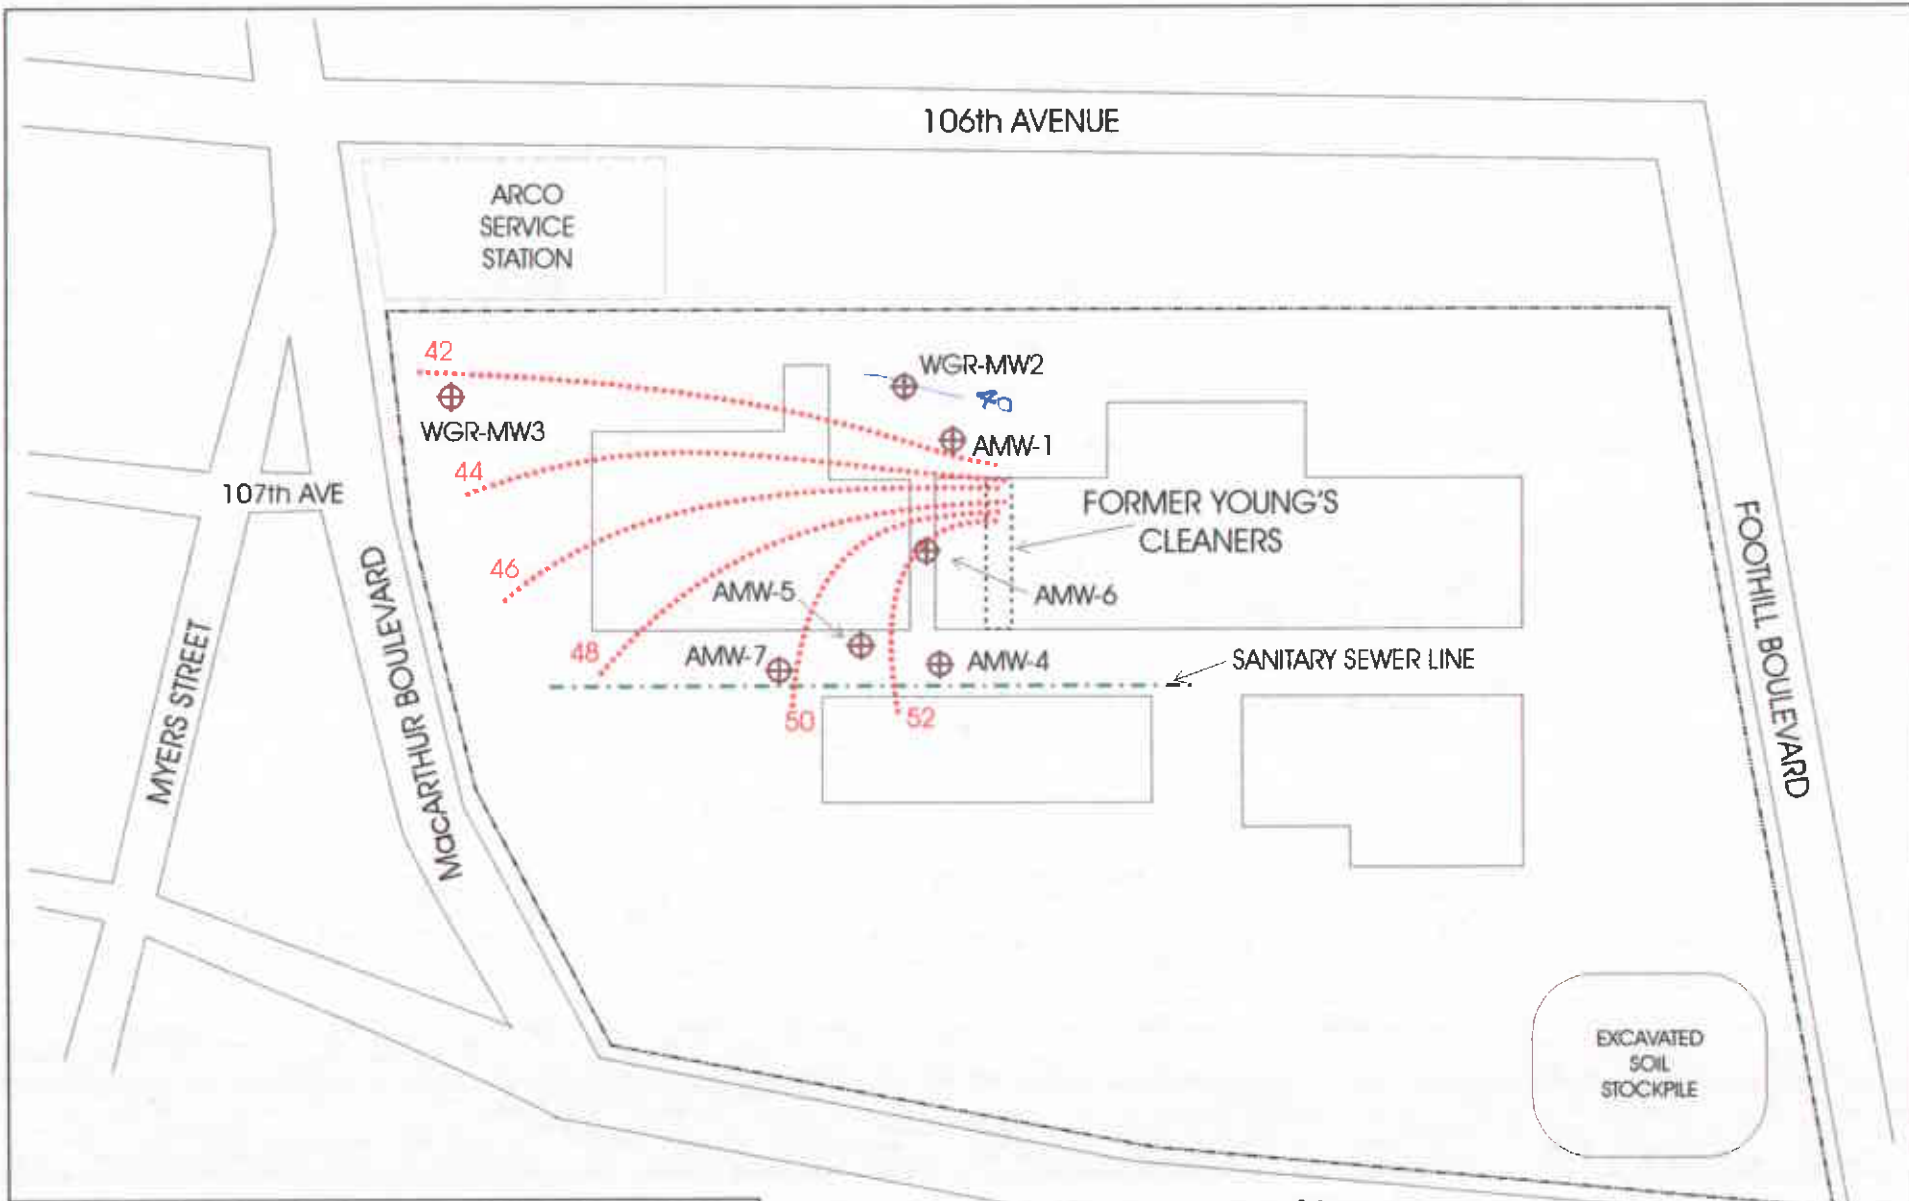 106th AVENUE
ARCO
SERVICE
STATION
42
WGR-MW2
40
WGR-MW3
AMW-1
44
107th AVE
FORMER YOUNG'S
CLEANERS
46
AMW-5
AMW-6
48
AMW-7
AMW-4
SANITARY SEWER LINE
50
52
MYERS STREET
MacARTHUR BOULEVARD
FOOTHILL BOULEVARD
EXCAVATED
SOIL
STOCKPILE